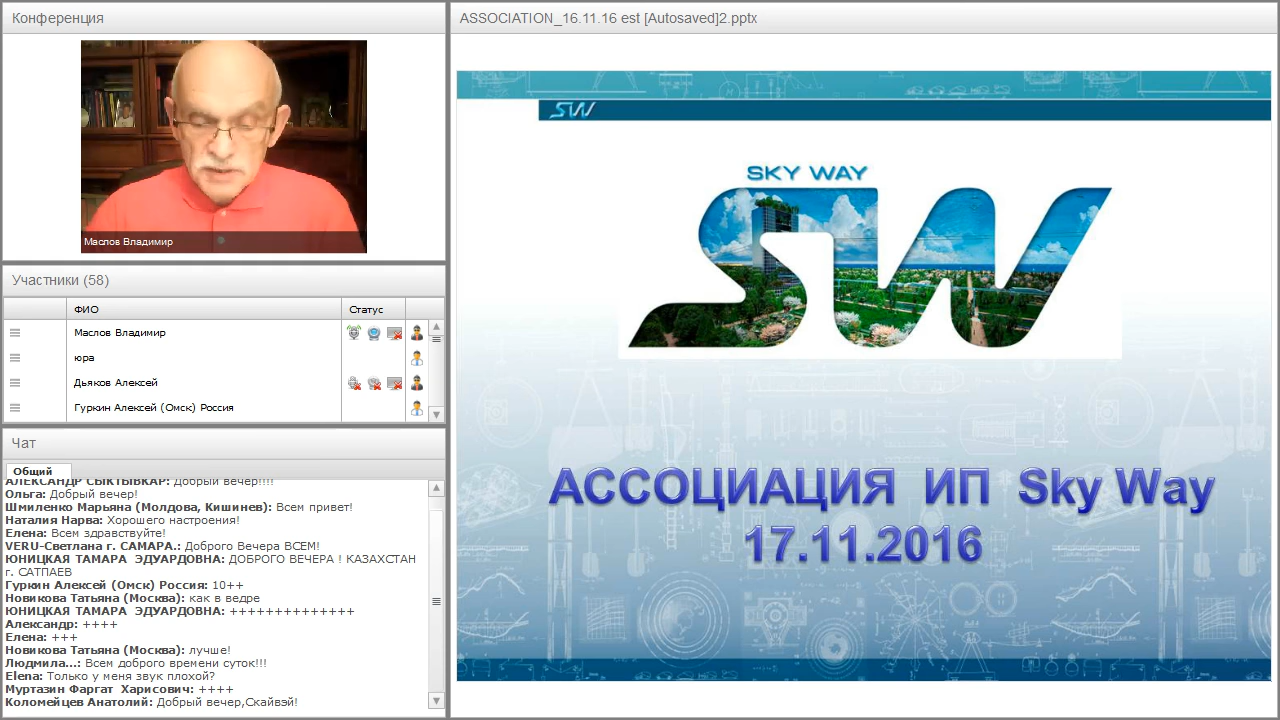 Конференция
Маслов Владимир
Участники (58)
ФИО
Статус
Маслов Владимир
юра
Дьяков Алексей
Гуркин Алексей (Омск) Россия
Чат
Общий
АЛЕКСАНДР СЫКТЫВКАР: Добрый вечер!!!!
Ольга: Добрый вечер!
Шмиленко Марьяна (Молдова, Кишинев): Всем привет!
Наталия Нарва: Хорошего настроения!
Елена: Всем здравствуйте!
VERU-Светлана г. САМАРА.: Доброго Вечера ВСЕМ!
ЮНИЦКАЯ ТАМАРА ЭДУАРДОВНА: ДОБРОГО ВЕЧЕРА ! КАЗАХСТАН
г. САТПАЕВ
Гуркин Алексей (Омск) Россия: 10++
Новикова Татьяна (Москва): как в ведре
ЮНИЦКАЯ ТАМАРА ЭДУАРДОВНА: ++++++++++++++
Александр: ++++
Елена: +++
Новикова Татьяна (Москва): лучше!
Людмила...: Всем доброго времени суток!!!
Elena: Только у меня звук плохой?
Муртазин Фаргат Харисович: ++++
Коломейцев Анатолий: Добрый вечер,Скайвэй!
ASSOCIATION_16.11.16 est [Autosaved]2.pptx
SW
SKY WAY
SW
АССОЦИАЦИЯ ИП Sky Way
17.11.2016